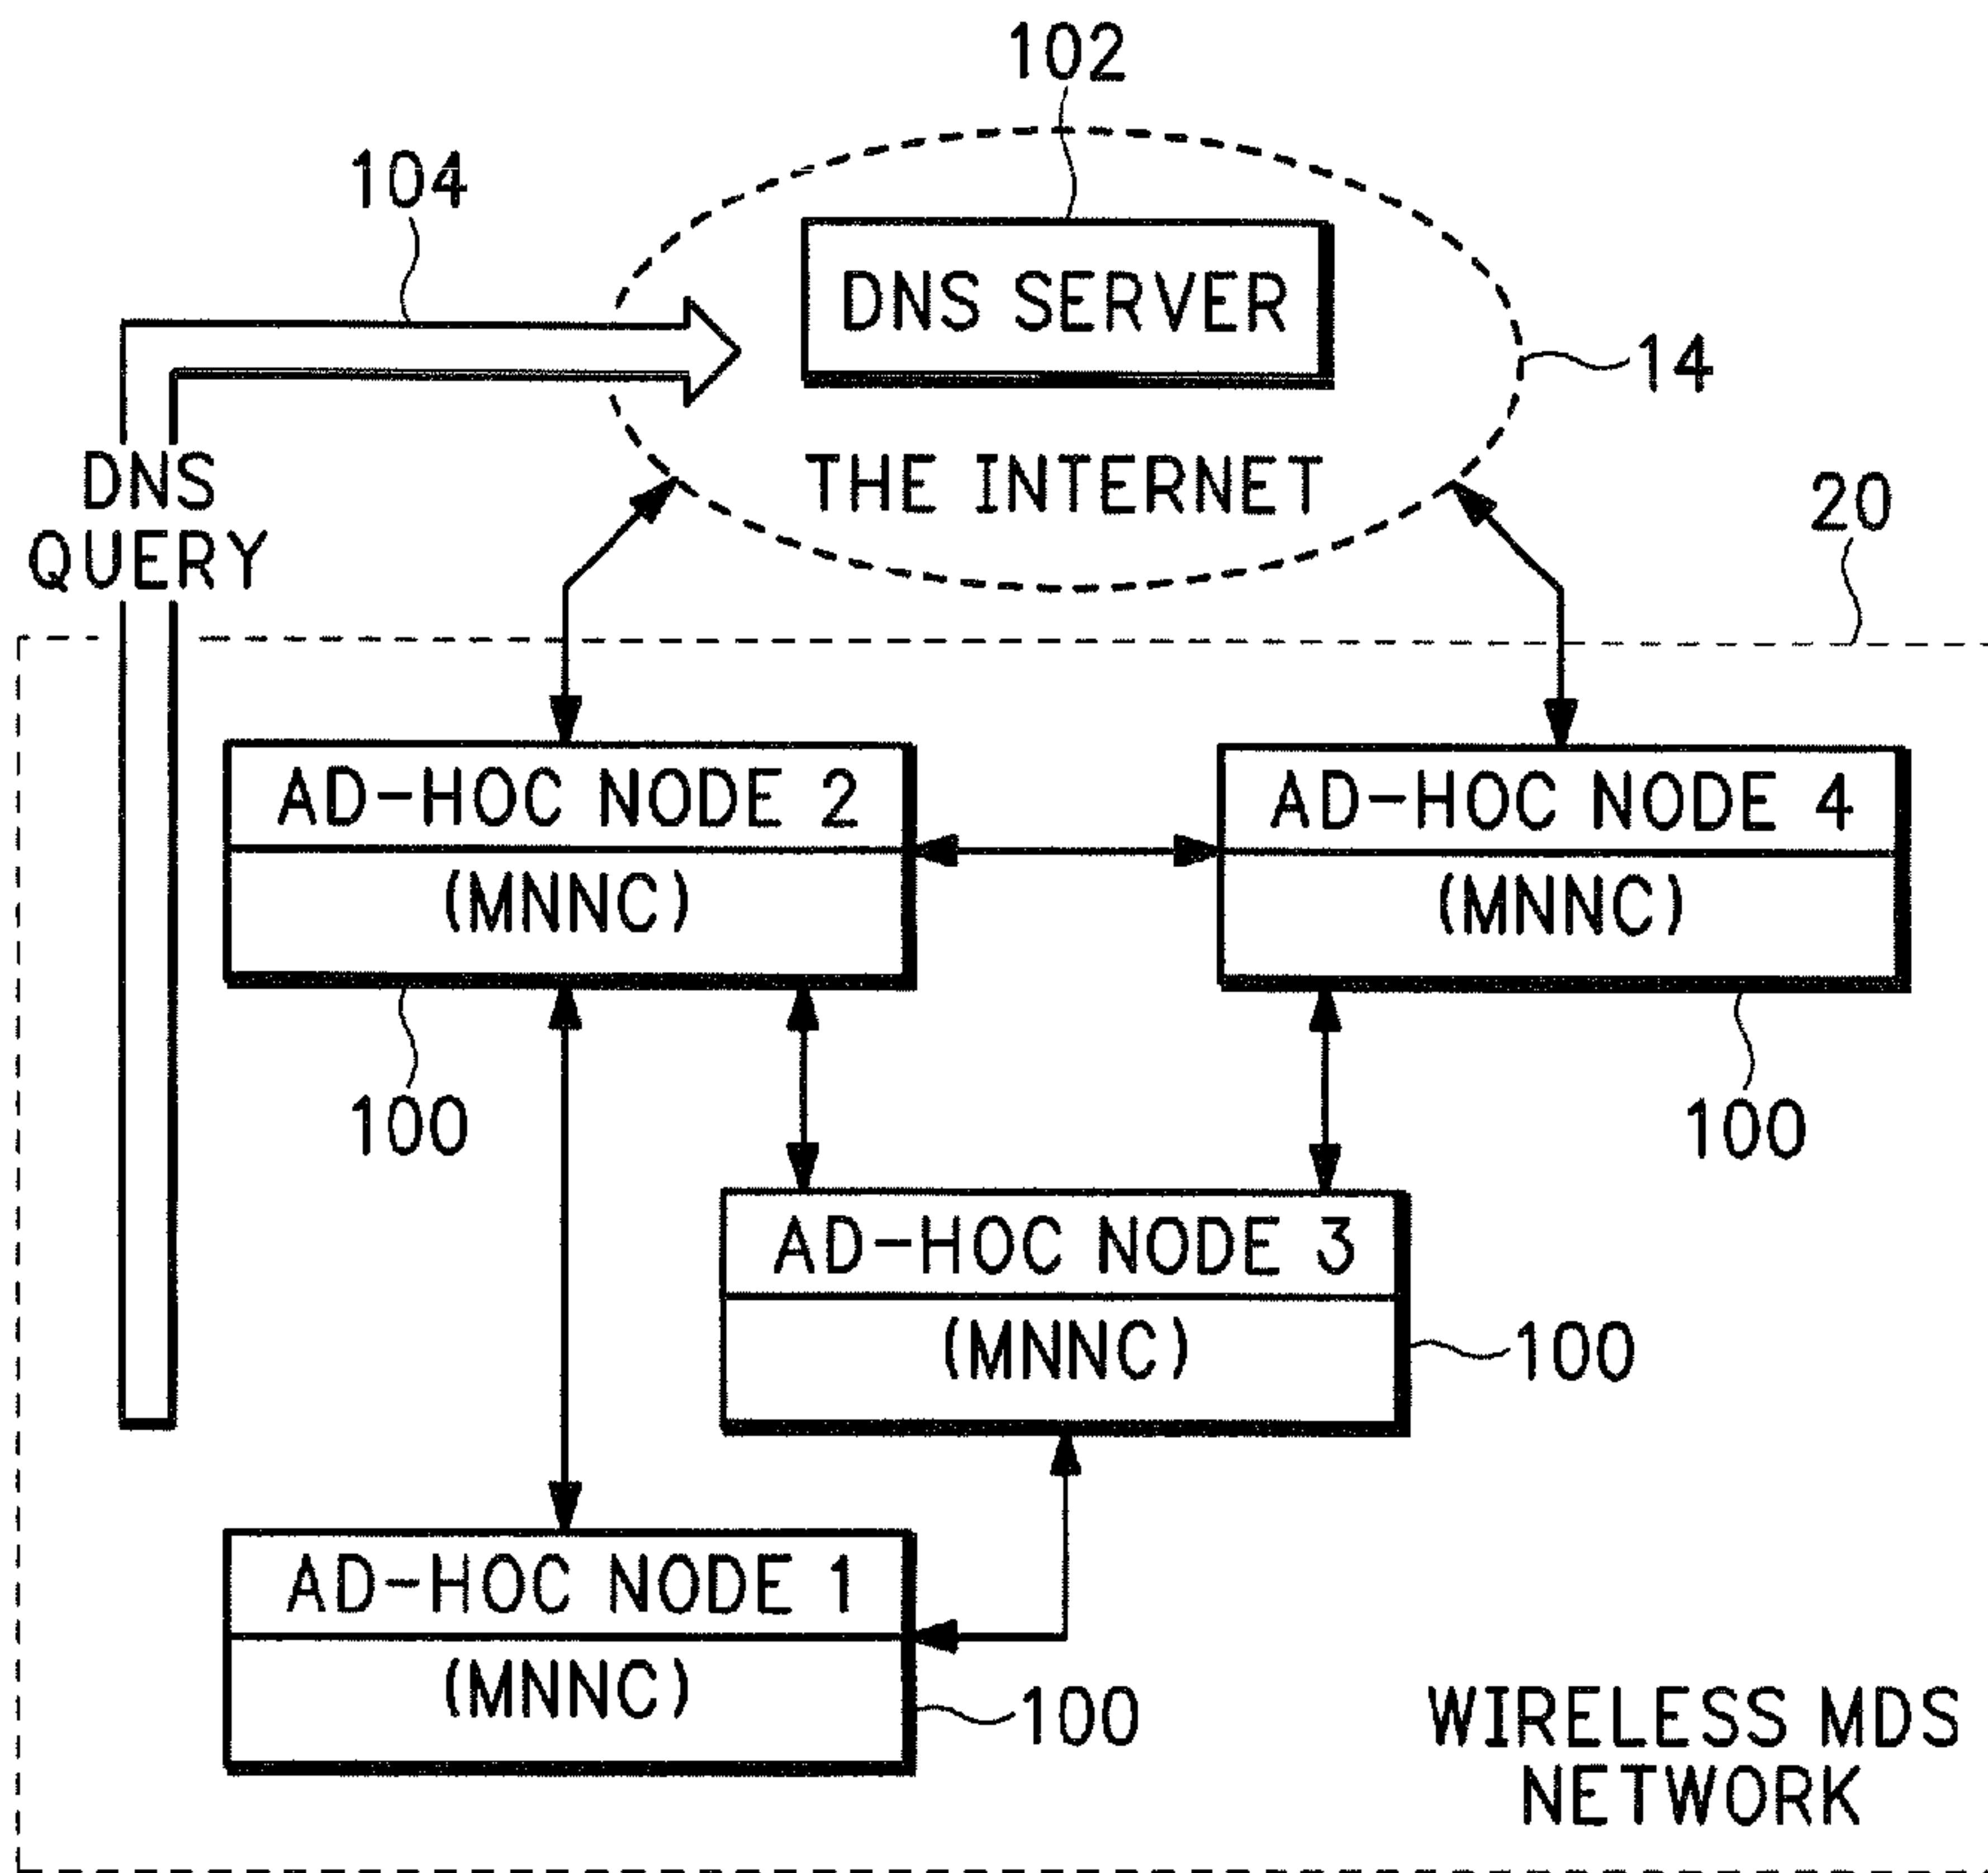 102
104
DNS SERVER
14
THE INTERNET
DNS
QUERY
20
AD-HOC NODE 2
(MNNC)
AD-HOC NODE 4
(MNNC)
100
100
AD-HOC NODE 3
(MNNC)
100
AD-HOC NODE 1
(MNNC)
100
WIRELESS MDS
NETWORK